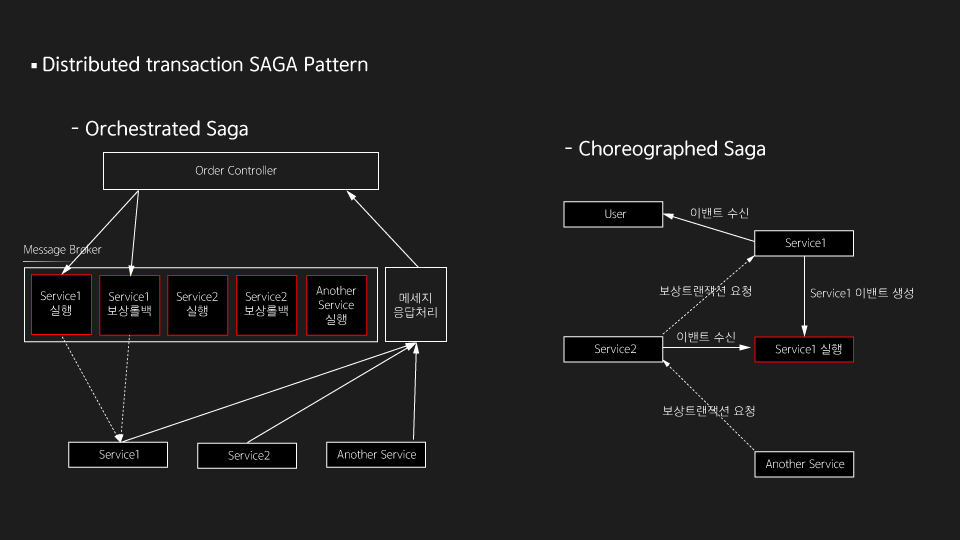 ▪ Distributed transaction SAGA Pattern
- Orchestrated Saga
Order Controller
Message Broker
Service1
실행
Service1
보상롤백
Service2
실행
Service2
보상롤백
Another
Service
실행
메세지
응답처리
Service1
Service2
Another Service
- Choreographed Saga
User
이벤트 수신
Service1
보상트랜잭션 요청
Service1 이벤트 생성
Service2
이벤트 수신
Service1 실행
보상트랜잭션 요청
Another Service